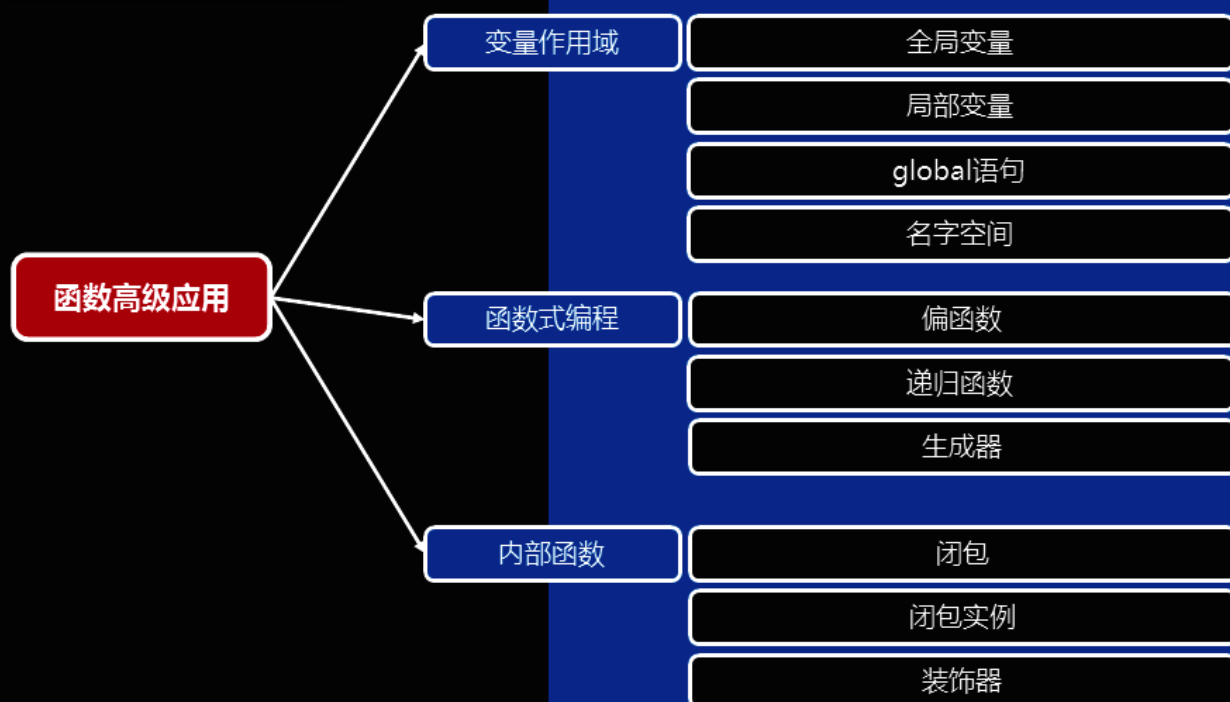 函数高级应用
变量作用域
全局变量
局部变量
global语句
名字空间
函数式编程
偏函数
递归函数
生成器
内部函数
闭包
闭包实例
装饰器